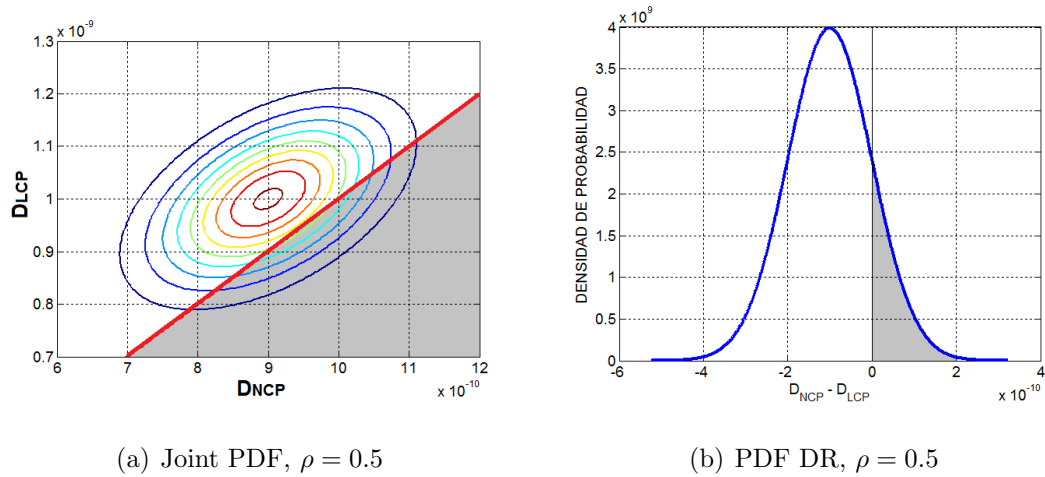 x 10⁻⁹
1.3
1.2
1.1
1
0.9
0.8
0.7
DLCP
6 7 8 9 10 11 12
DNCP
x 10⁻¹⁰
(a) Joint PDF, ρ = 0.5
x 10⁹
4
3.5
3
2.5
2
1.5
1
0.5
0
DENSIDAD DE PROBABILIDAD
-6 -4 -2 0 2 4
D_NCP - D_LCP
x 10⁻¹⁰
(b) PDF DR, ρ = 0.5